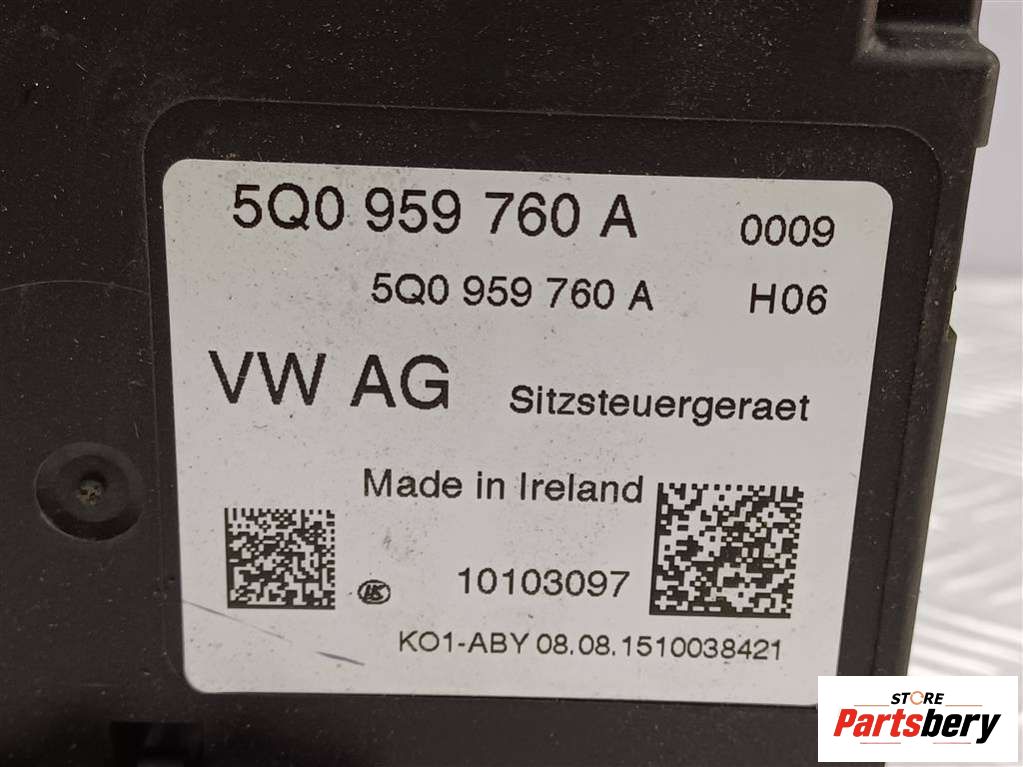 5Q0 959 760 A 0009
5Q0 959 760 A H06
VW AG Sitzsteuergeraet
Made in Ireland
10103097
KO1-ABY 08.08.1510038421
STORE
Partsbery